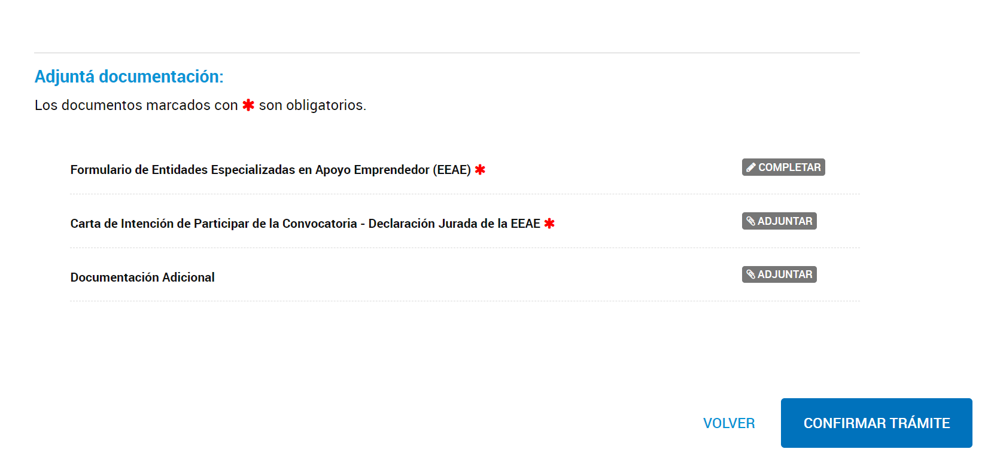 Adjuntá documentación:
Los documentos marcados con * son obligatorios.
Formulario de Entidades Especializadas en Apoyo Emprendedor (EEAE) *
COMPLETAR
Carta de Intención de Participar de la Convocatoria - Declaración Jurada de la EEAE *
ADJUNTAR
Documentación Adicional
ADJUNTAR
VOLVER
CONFIRMAR TRÁMITE